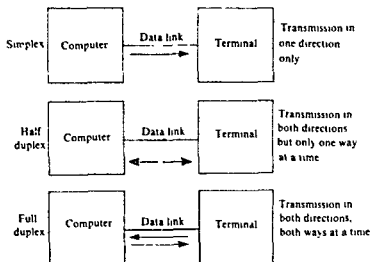 Simplex Computer Data link Terminal Transmission in
one direction
only
Half
duplex Computer Data link Terminal Transmission in
both directions
but only one way
at a time
Full
duplex Computer Data link Terminal Transmission in
both directions,
both ways at a time